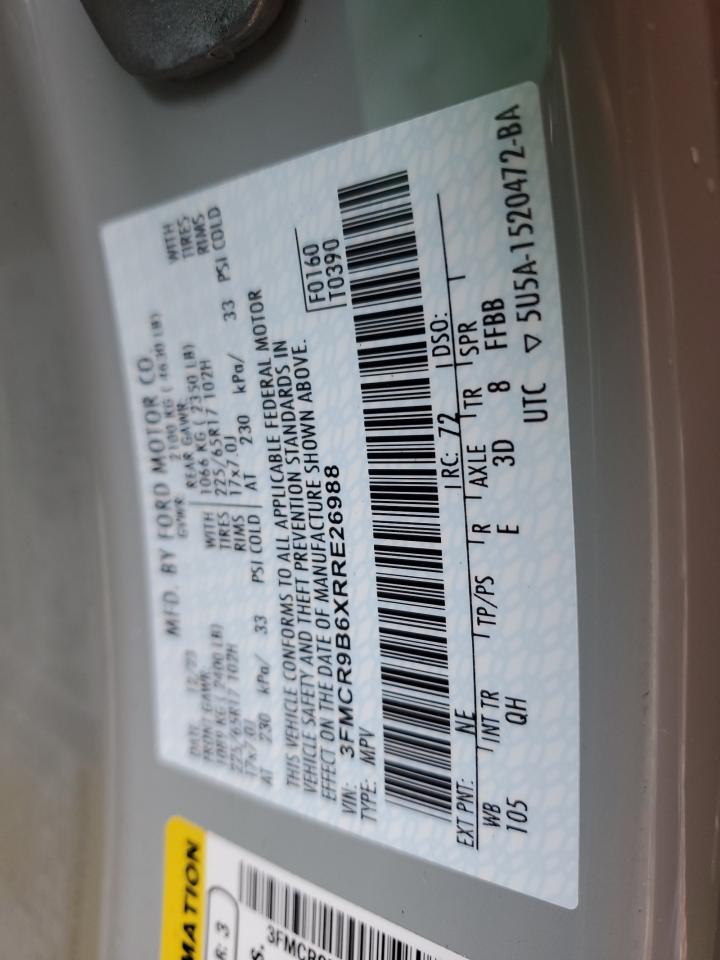 MFD. BY FORD MOTOR CO.
DATE: 12/23 GVWR: 2100 KG ( 4630 LB)
FRONT GAWR: REAR GAWR:
1089 KG ( 2400 LB) WITH 1066 KG ( 2350 LB) WITH
225/65R17 102H TIRES 225/65R17 102H TIRES
17x7.0J RIMS 17x7.0J RIMS
AT 230 kPa/ 33 PSI COLD AT 230 kPa/ 33 PSI COLD
THIS VEHICLE CONFORMS TO ALL APPLICABLE FEDERAL MOTOR
VEHICLE SAFETY AND THEFT PREVENTION STANDARDS IN
EFFECT ON THE DATE OF MANUFACTURE SHOWN ABOVE.
F0160
T0390
VIN: 3FMCR9B6XRRE26988
TYPE: MPV
EXT PNT: NE RC: 72 DSO:
WB INT TR TP/PS R AXLE TR SPR
105 QH E 3D 8 FFBB
UTC ▽ 5U5A-1520472-BA
MATION
R: 3
S.